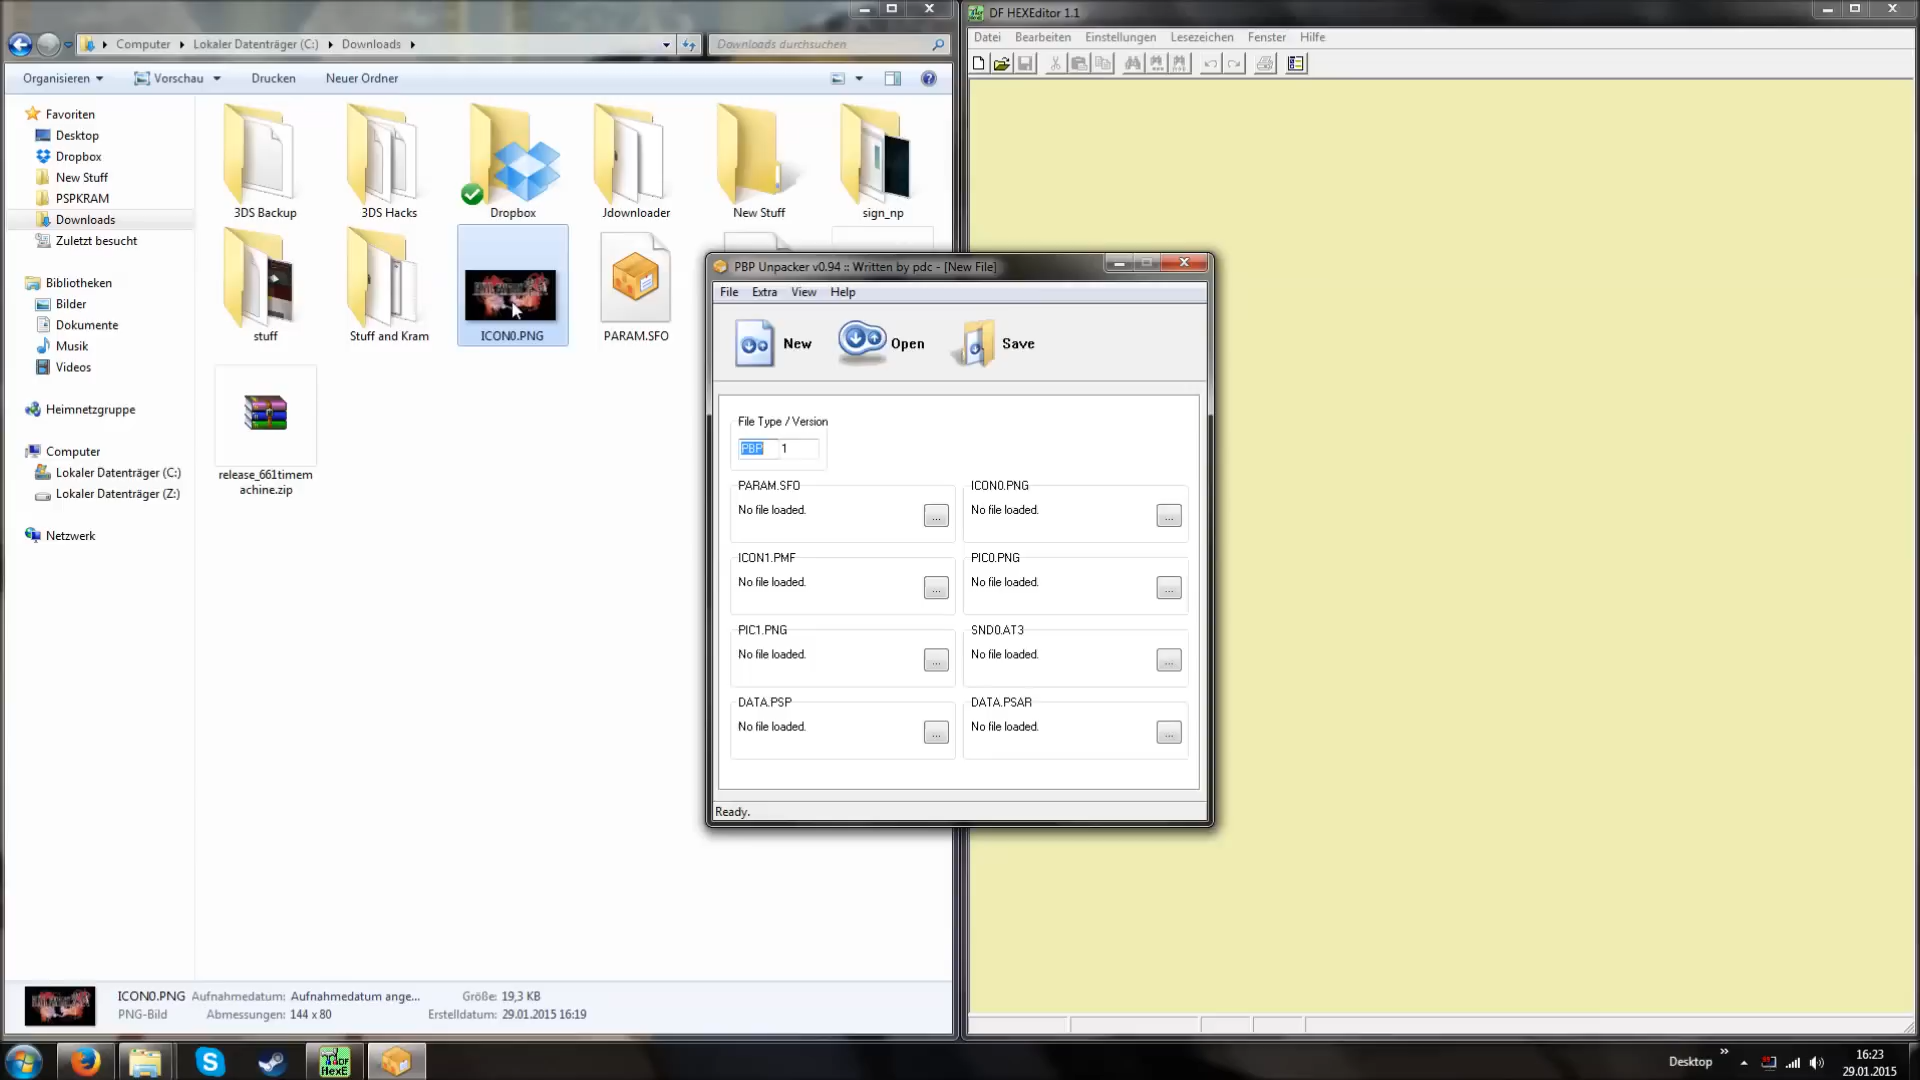 Computer Lokaler Datenträger (C:) Downloads
Downloads durchsuchen
Organisieren Vorschau Drucken Neuer Ordner
Favoriten
Desktop
Dropbox
New Stuff
PSPKRAM
Downloads
Zuletzt besucht
Bibliotheken
Bilder
Dokumente
Musik
Videos
Heimnetzgruppe
Computer
Lokaler Datenträger (C:)
Lokaler Datenträger (Z:)
Netzwerk
3DS Backup
3DS Hacks
Dropbox
Jdownloader
New Stuff
sign_np
stuff
Stuff and Kram
ICON0.PNG
PARAM.SFO
release_661timem
achine.zip
ICON0.PNG Aufnahmedatum: Aufnahmedatum ange... Größe: 19,3 KB
PNG-Bild Abmessungen: 144 x 80 Erstelldatum: 29.01.2015 16:19
PBP Unpacker v0.94 :: Written by pdc - [New File]
File Extra View Help
New Open Save
File Type / Version
PBP 1
PARAM.SFO
No file loaded.
...
ICON0.PNG
No file loaded.
...
ICON1.PMF
No file loaded.
...
PIC0.PNG
No file loaded.
...
PIC1.PNG
No file loaded.
...
SND0.AT3
No file loaded.
...
DATA.PSP
No file loaded.
...
DATA.PSAR
No file loaded.
...
Ready.
DF HEXEditor 1.1
Datei Bearbeiten Einstellungen Lesezeichen Fenster Hilfe
DF
HexE
Desktop
16:23
29.01.2015